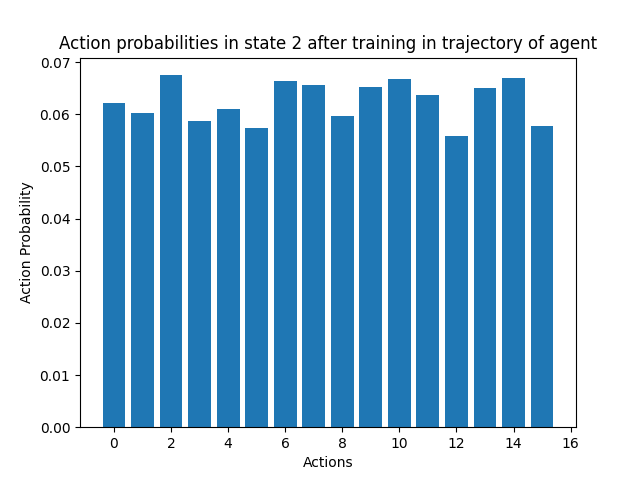 Action probabilities in state 2 after training in trajectory of agent
0.07
0.06
0.05
0.04
0.03
0.02
0.01
0.00
Action Probability
0 2 4 6 8 10 12 14 16
Actions